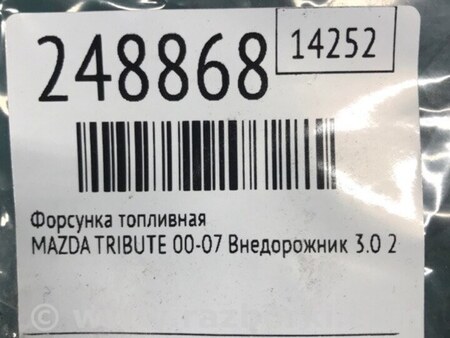 248868
14252
Форсунка топливная
MAZDA TRIBUTE 00-07 Внедорожник 3.0 2